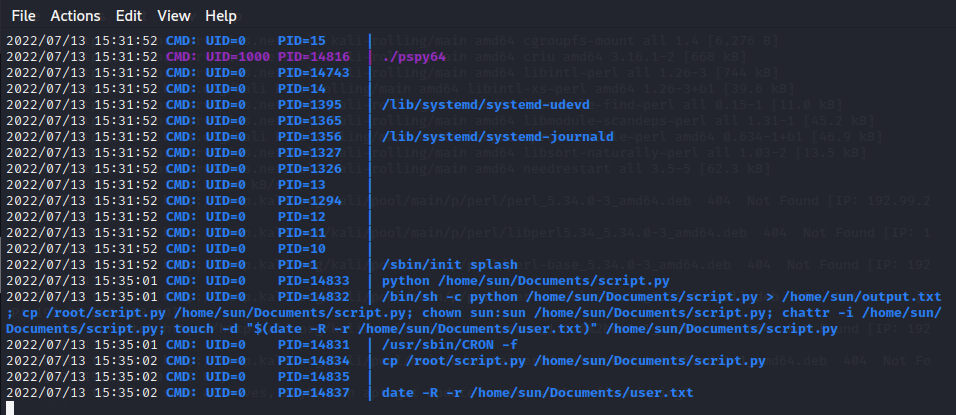 File Actions Edit View Help
2022/07/13 15:31:52 CMD: UID=0 PID=15 |
2022/07/13 15:31:52 CMD: UID=1000 PID=14816 | ./pspy64
2022/07/13 15:31:52 CMD: UID=0 PID=14743 |
2022/07/13 15:31:52 CMD: UID=0 PID=14 |
2022/07/13 15:31:52 CMD: UID=0 PID=1395 | /lib/systemd/systemd-udevd
2022/07/13 15:31:52 CMD: UID=0 PID=1365 |
2022/07/13 15:31:52 CMD: UID=0 PID=1356 | /lib/systemd/systemd-journald
2022/07/13 15:31:52 CMD: UID=0 PID=1327 |
2022/07/13 15:31:52 CMD: UID=0 PID=1326 |
2022/07/13 15:31:52 CMD: UID=0 PID=13 |
2022/07/13 15:31:52 CMD: UID=0 PID=1294 |
2022/07/13 15:31:52 CMD: UID=0 PID=12 |
2022/07/13 15:31:52 CMD: UID=0 PID=11 |
2022/07/13 15:31:52 CMD: UID=0 PID=10 |
2022/07/13 15:31:52 CMD: UID=0 PID=1 | /sbin/init splash
2022/07/13 15:35:01 CMD: UID=0 PID=14833 | python /home/sun/Documents/script.py
2022/07/13 15:35:01 CMD: UID=0 PID=14832 | /bin/sh -c python /home/sun/Documents/script.py > /home/sun/output.txt
; cp /root/script.py /home/sun/Documents/script.py; chown sun:sun /home/sun/Documents/script.py; chattr -i /home/sun/
Documents/script.py; touch -d "$(date -R -r /home/sun/Documents/user.txt)" /home/sun/Documents/script.py
2022/07/13 15:35:01 CMD: UID=0 PID=14831 | /usr/sbin/CRON -f
2022/07/13 15:35:02 CMD: UID=0 PID=14834 | cp /root/script.py /home/sun/Documents/script.py
2022/07/13 15:35:02 CMD: UID=0 PID=14835 |
2022/07/13 15:35:02 CMD: UID=0 PID=14837 | date -R -r /home/sun/Documents/user.txt